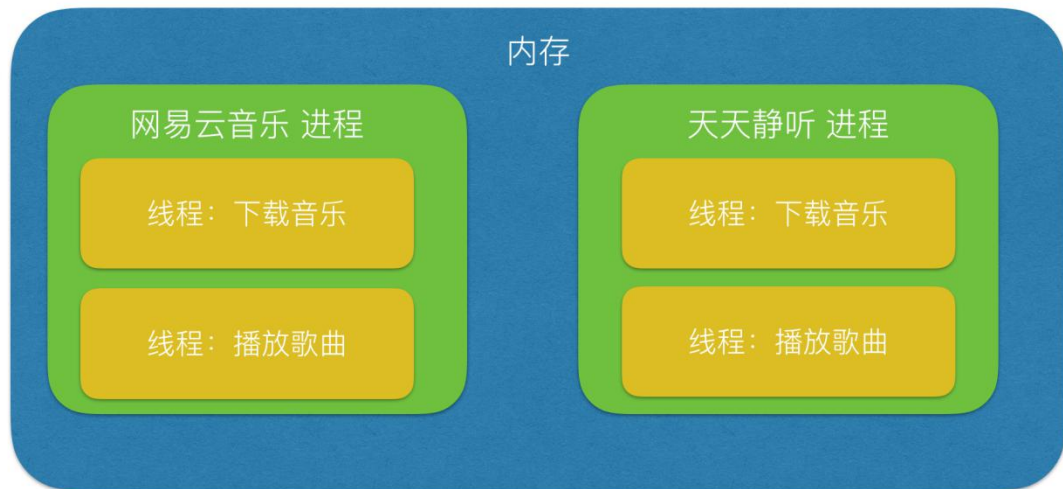 内存
网易云音乐 进程
线程：下载音乐
线程：播放歌曲
天天静听 进程
线程：下载音乐
线程：播放歌曲